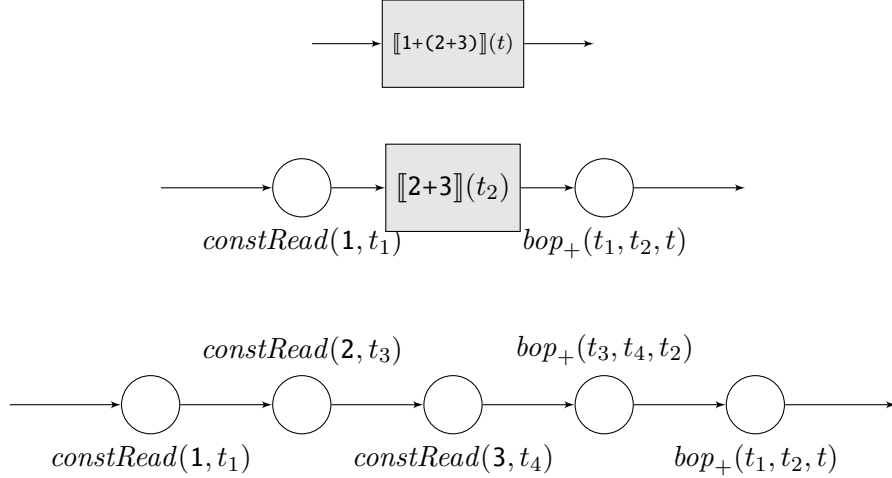 ⟦1+(2+3)⟧(t)
⟦2+3⟧(t₂)
constRead(1, t₁) bop₊(t₁, t₂, t)
constRead(2, t₃) bop₊(t₃, t₄, t₂)
constRead(1, t₁) constRead(3, t₄) bop₊(t₁, t₂, t)